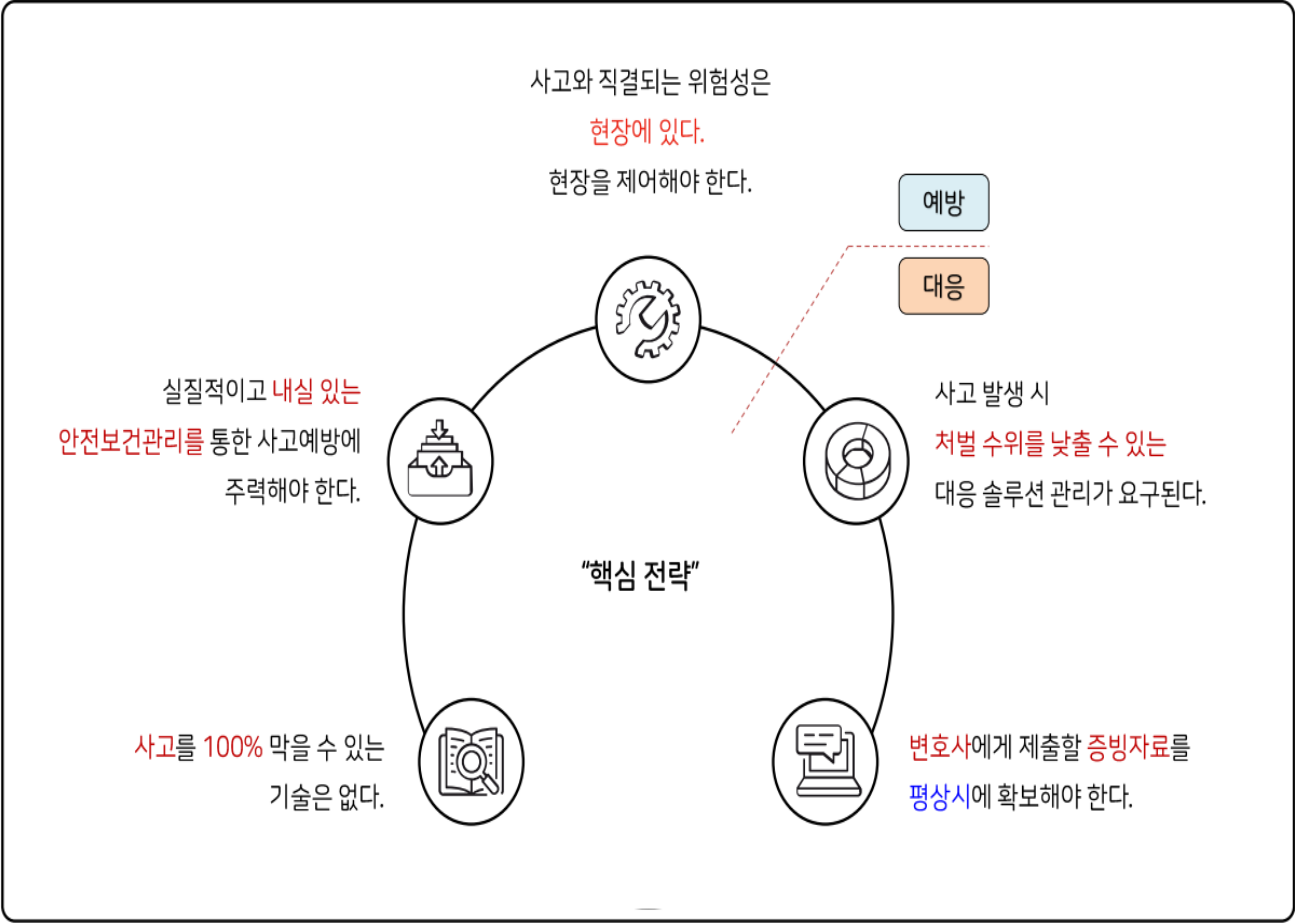 사고와 직결되는 위험성은
현장에 있다.
현장을 제어해야 한다.
예방
대응
실질적이고 내실 있는
안전보건관리를 통한 사고예방에
주력해야 한다.
사고 발생 시
처벌 수위를 낮출 수 있는
대응 솔루션 관리가 요구된다.
“핵심 전략”
사고를 100% 막을 수 있는
기술은 없다.
변호사에게 제출할 증빙자료를
평상시에 확보해야 한다.